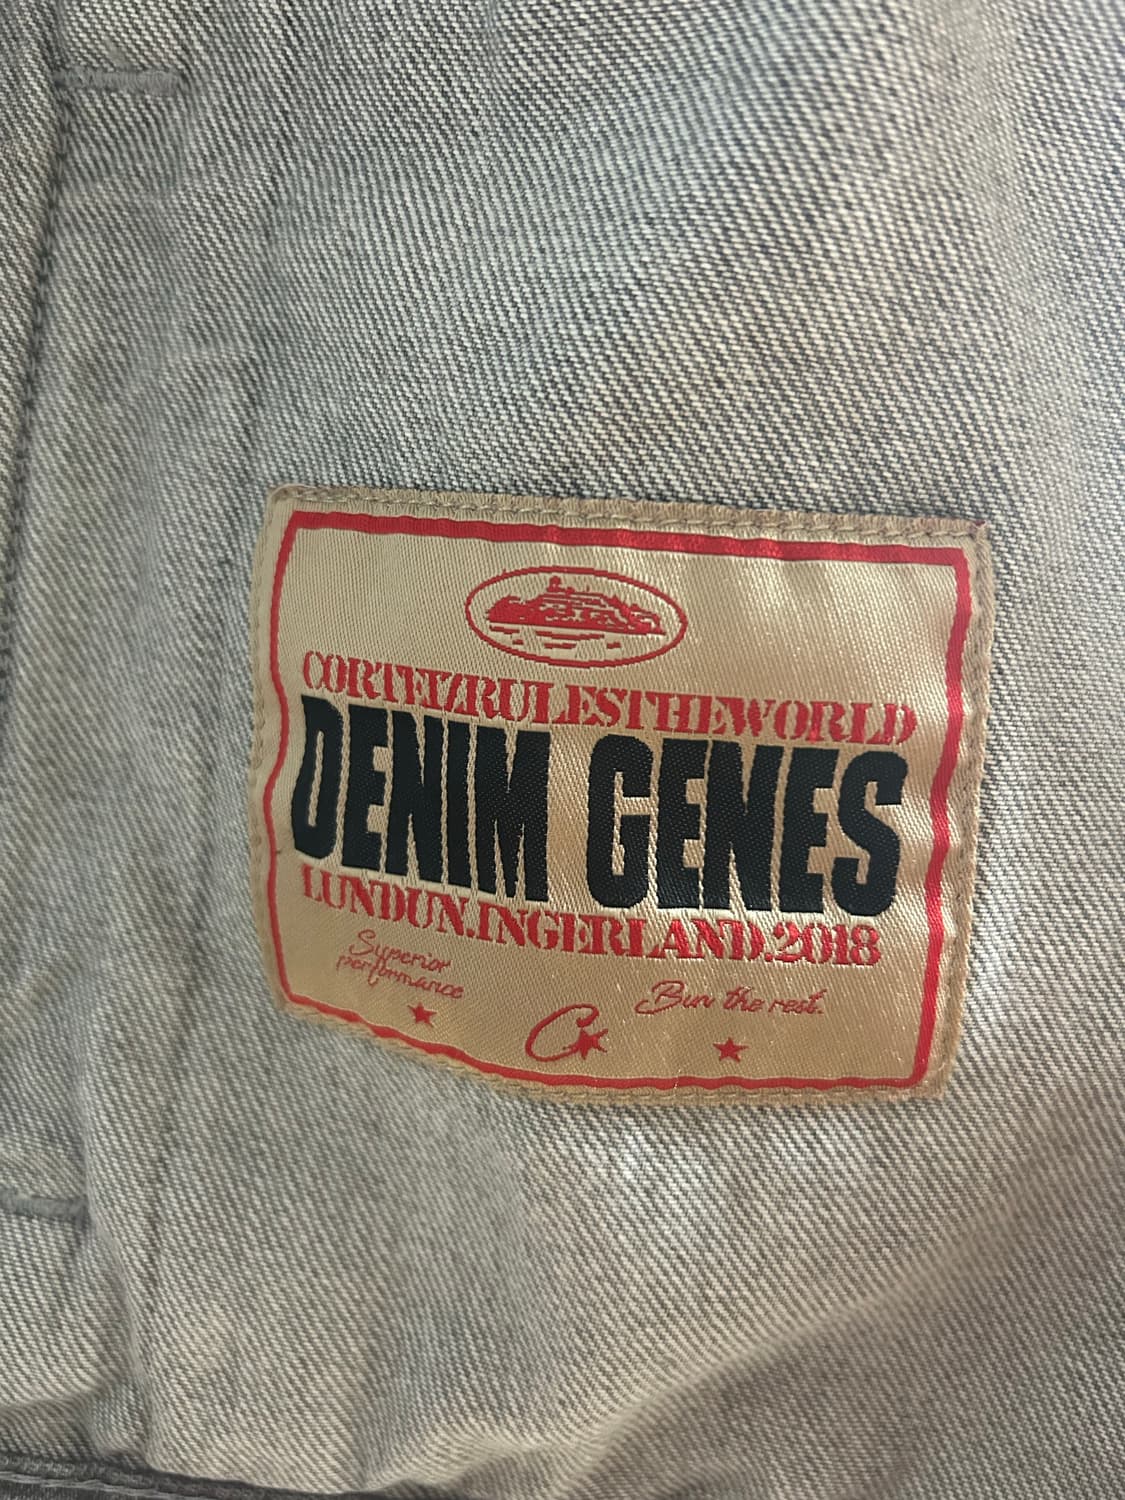 CORTEIZRULESTHEWORLD
DENIM GENES
LUNDUN.INGERLAND.2018
Superior
performance
Bun the rest.
C